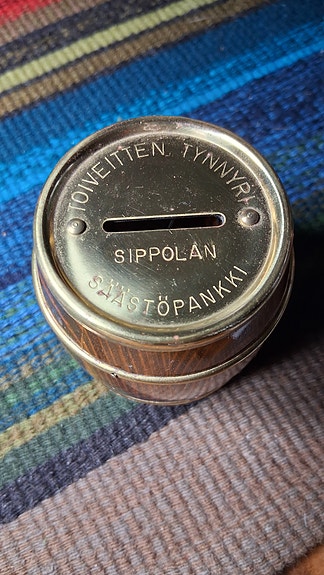 TOIVEITTEN TYNNYRI
SIPPOLAN
SÄÄSTÖPANKKI